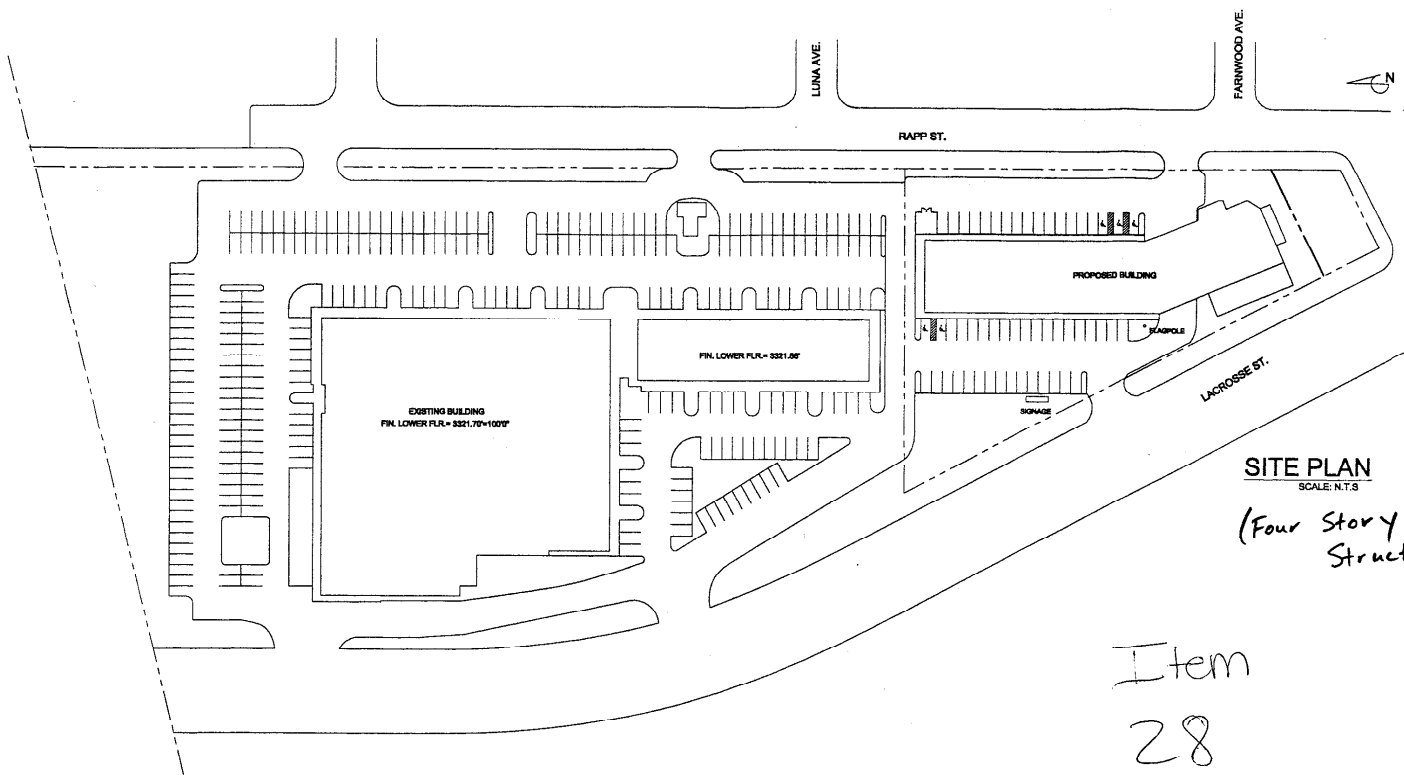 LUNA AVE.
FARNWOOD AVE.
N
RAPP ST.
PROPOSED BUILDING
FLAGPOLE
FIN. LOWER FLR.= 3321.66'
EXISTING BUILDING
FIN. LOWER FLR.= 3321.70'=100'0"
SIGNAGE
LACROSSE ST.
SITE PLAN
SCALE: N.T.S
(Four Story
Struct
Item
28